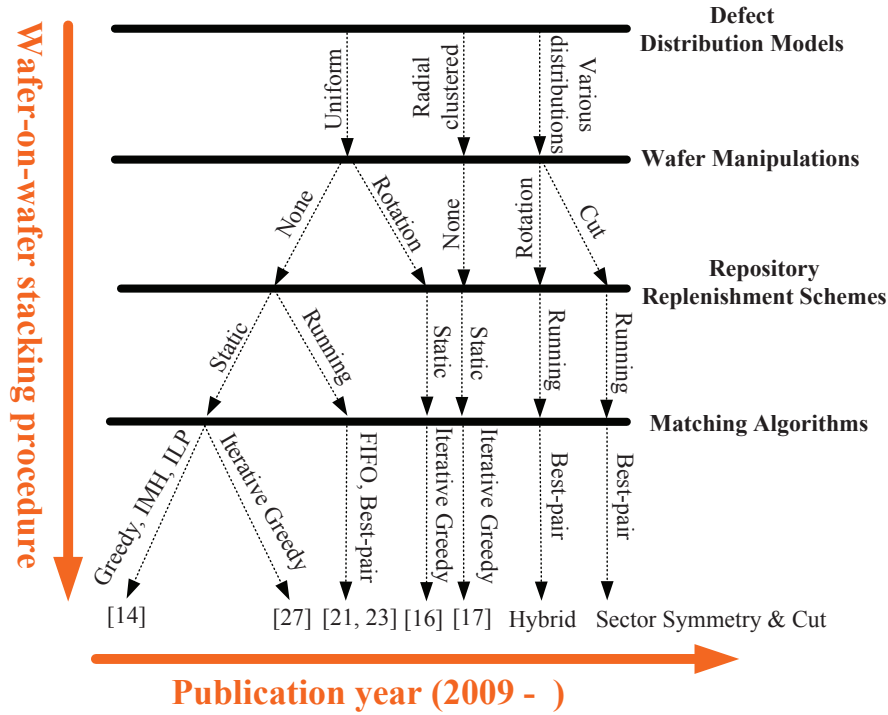 Defect
Distribution Models
Wafer-on-wafer stacking procedure
Uniform
Radial
clustered
Various
distributions
Wafer Manipulations
None
Rotation
None
Rotation
Cut
Repository
Replenishment Schemes
Static
Running
Static
Static
Running
Running
Matching Algorithms
Greedy, IMH, ILP
Iterative Greedy
FIFO, Best-pair
Iterative Greedy
Iterative Greedy
Best-pair
Best-pair
[14]
[27]
[21, 23]
[16]
[17]
Hybrid
Sector Symmetry & Cut
Publication year (2009 - )